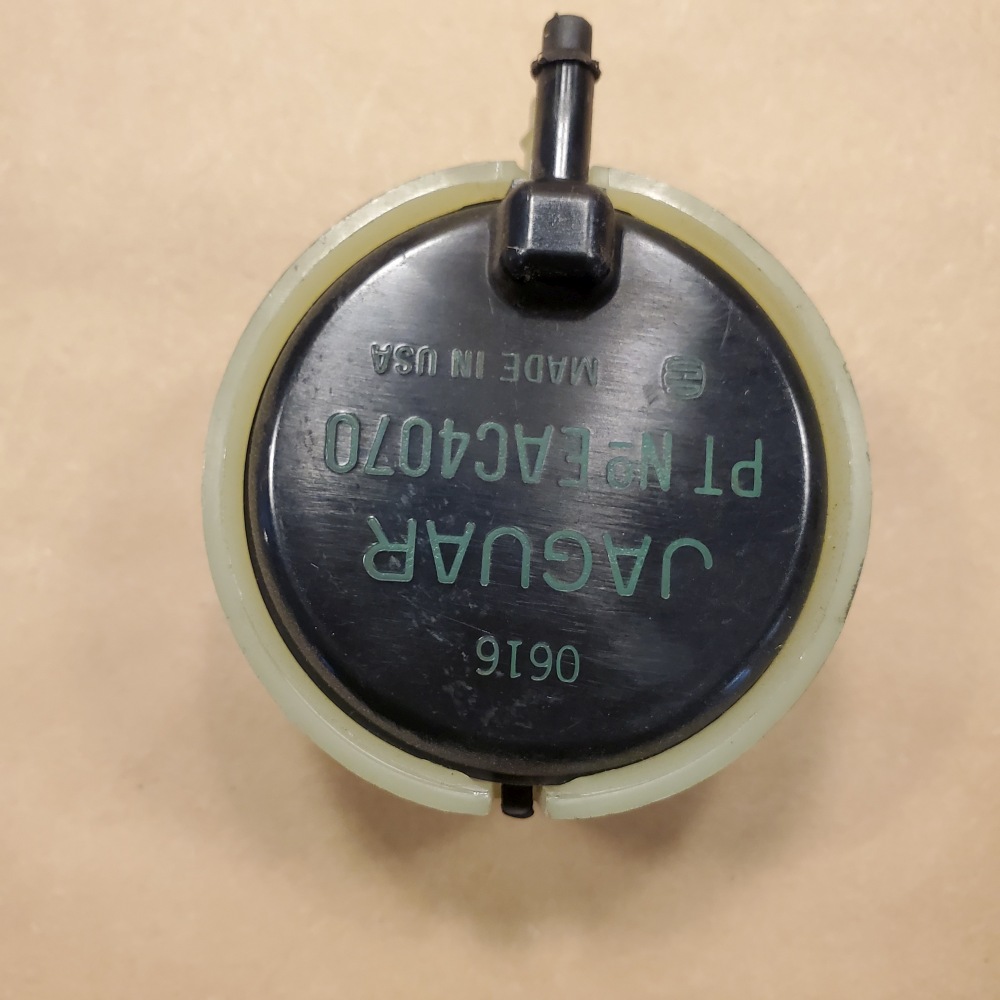 0616
JAGUAR
PT Nº EAC4070
MADE IN USA